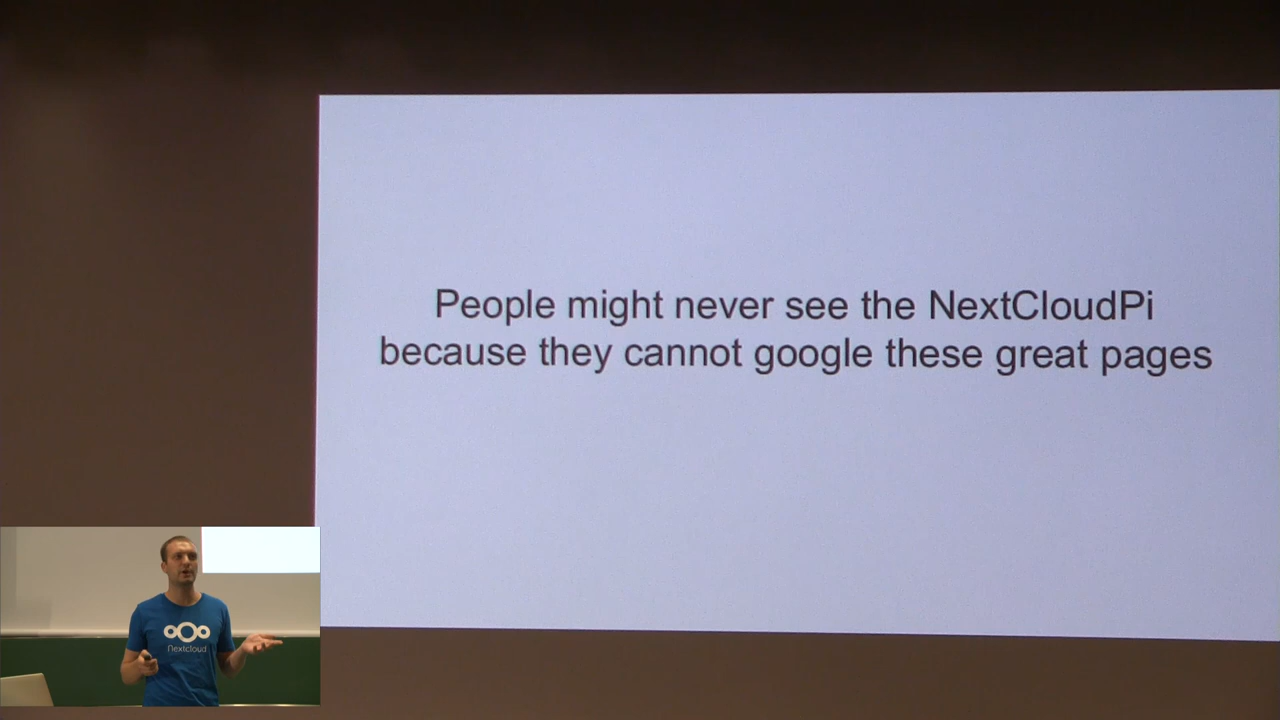 People might never see the NextCloudPi
because they cannot google these great pages
Nextcloud